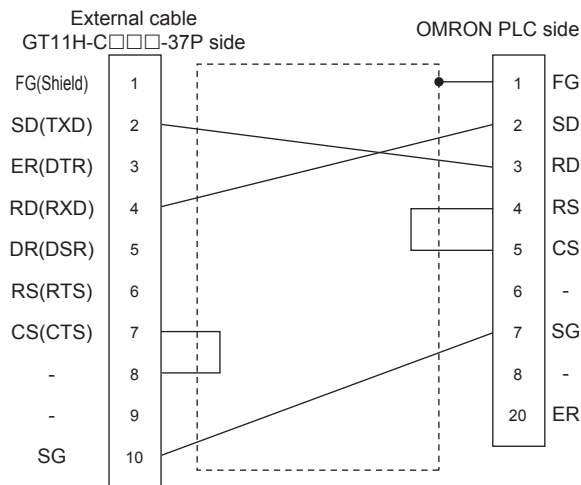 External cable
GT11H-C□□□-37P side
OMRON PLC side
FG(Shield) 1 1 FG
SD(TXD) 2 2 SD
ER(DTR) 3 3 RD
RD(RXD) 4 4 RS
DR(DSR) 5 5 CS
RS(RTS) 6 6 -
CS(CTS) 7 7 SG
- 8 8 -
- 9 20 ER
SG 10